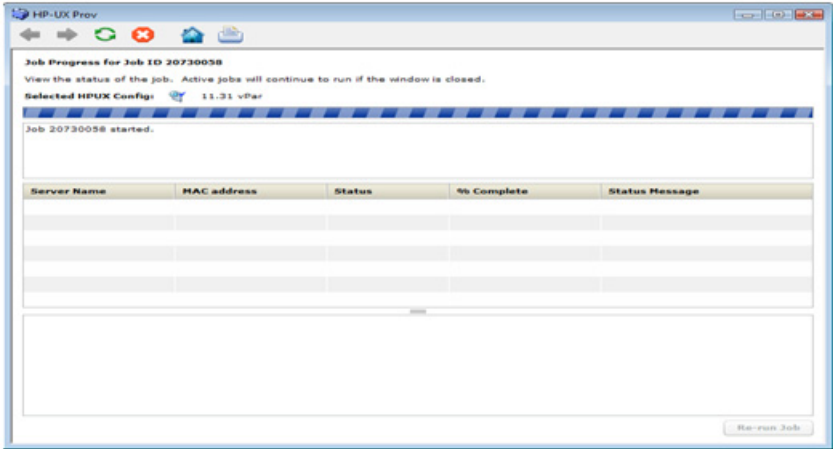 HP-UX Prov
Job Progress for Job ID 20730058
View the status of the job. Active jobs will continue to run if the window is closed.
Selected HPUX Config: 11.31 vPar
Job 20730058 started.
Server Name MAC address Status % Complete Status Message
Re-run Job